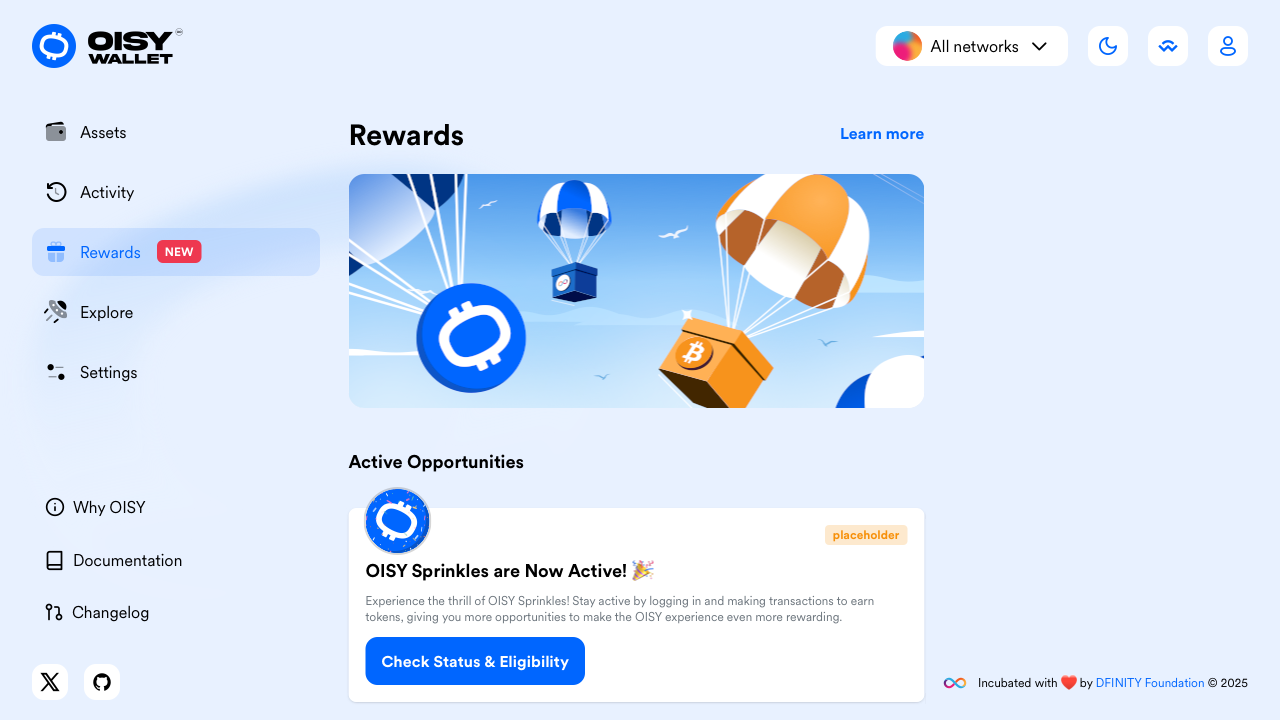 OISY
WALLET
All networks
Assets
Activity
Rewards NEW
Explore
Settings
Why OISY
Documentation
Changelog
Rewards
Learn more
Active Opportunities
placeholder
OISY Sprinkles are Now Active! 🎉
Experience the thrill of OISY Sprinkles! Stay active by logging in and making transactions to earn
tokens, giving you more opportunities to make the OISY experience even more rewarding.
Check Status & Eligibility
Incubated with ❤️ by DFINITY Foundation © 2025